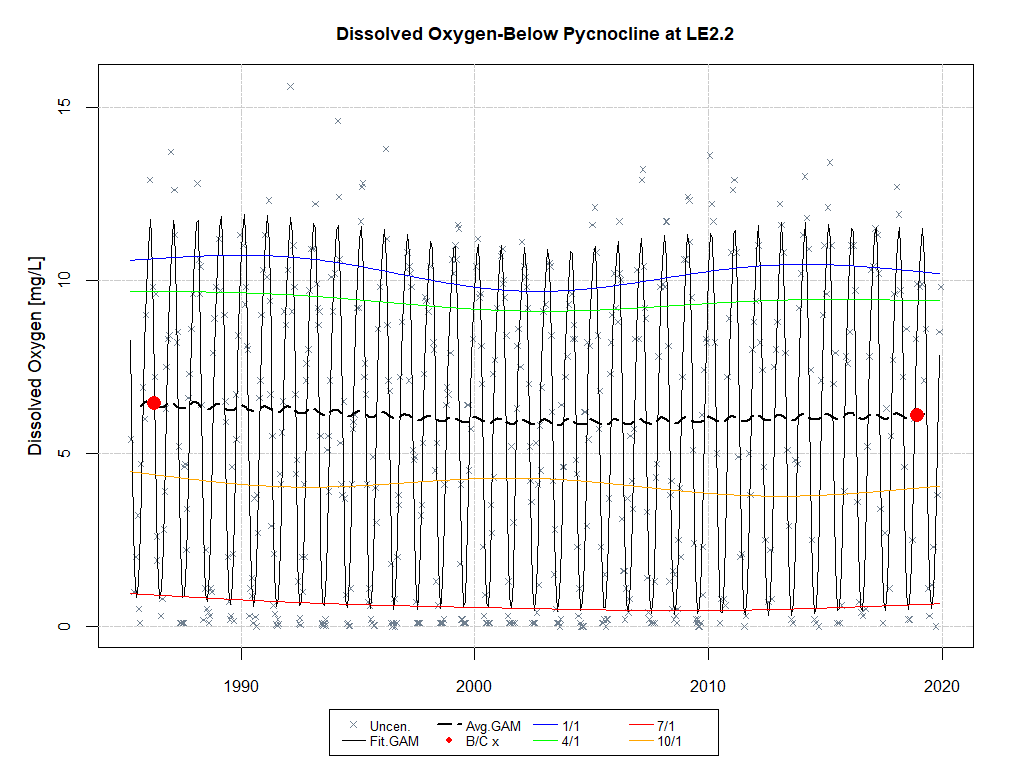 Dissolved Oxygen-Below Pycnocline at LE2.2
Dissolved Oxygen [mg/L]
15
10
5
0
1990 2000 2010 2020
Uncen. Avg.GAM 1/1 7/1
Fit.GAM B/C x 4/1 10/1